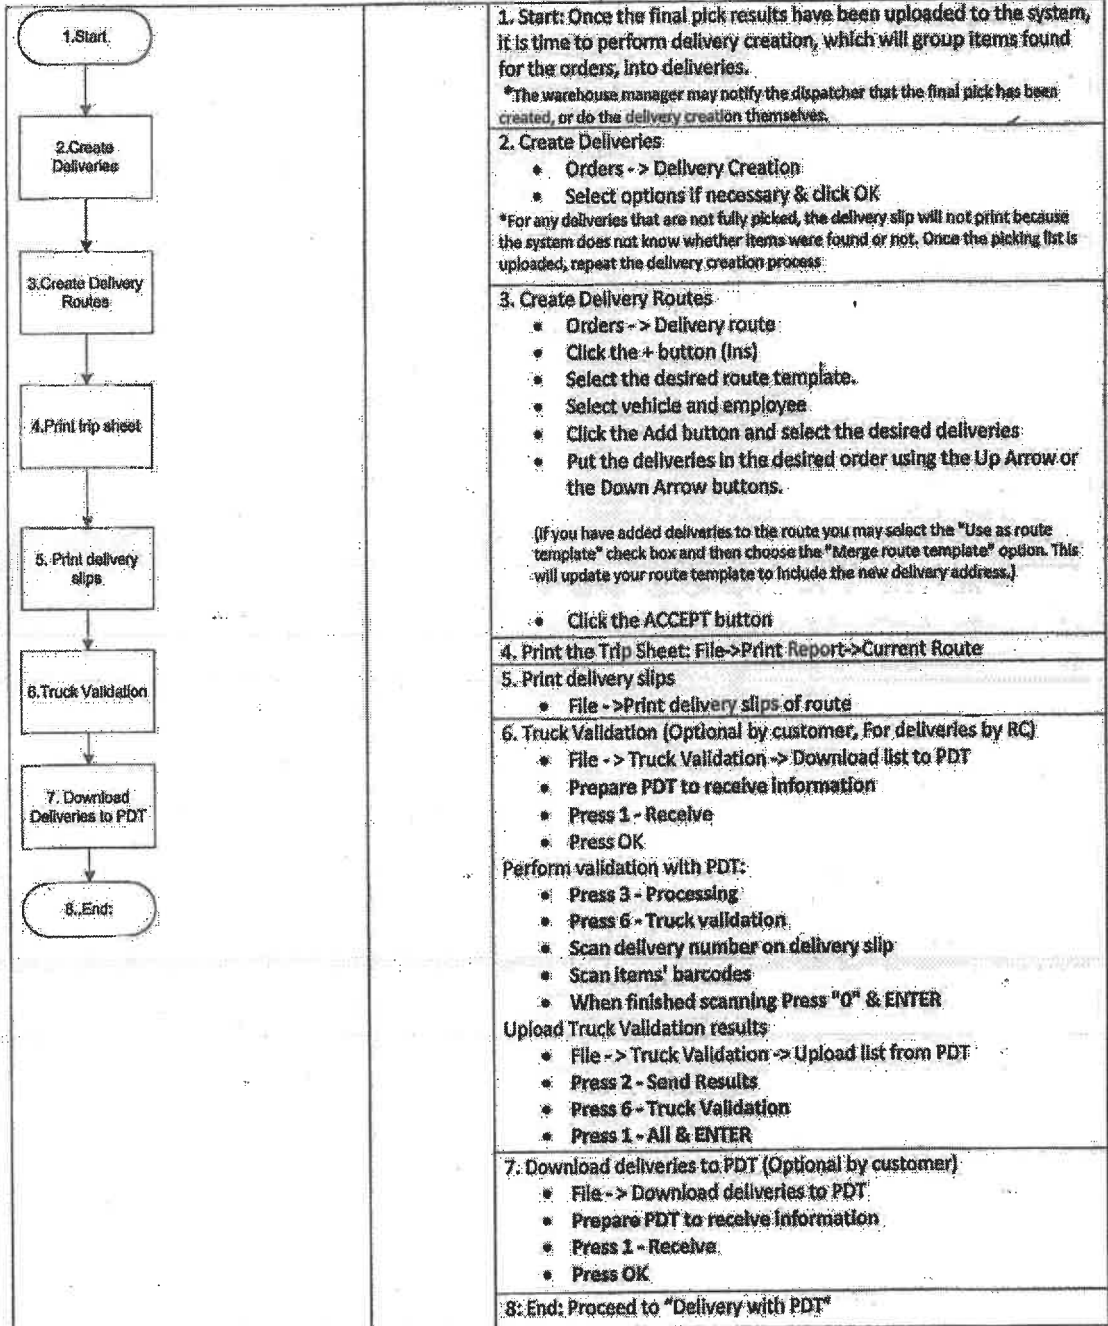 1.Start
2.Create
Deliveries
3.Create Delivery
Routes
4.Print trip sheet
5. Print delivery
slips
6.Truck Validation
7. Download
Deliveries to PDT
8..End:
1. Start: Once the final pick results have been uploaded to the system,
it is time to perform delivery creation, which will group items found
for the orders, into deliveries.
*The warehouse manager may notify the dispatcher that the final pick has been
created, or do the delivery creation themselves.
2. Create Deliveries
• Orders -> Delivery Creation
• Select options if necessary & click OK
*For any deliveries that are not fully picked, the delivery slip will not print because
the system does not know whether items were found or not. Once the picking list is
uploaded, repeat the delivery creation process
3. Create Delivery Routes
• Orders -> Delivery route
• Click the + button (Ins)
• Select the desired route template.
• Select vehicle and employee
• Click the Add button and select the desired deliveries
• Put the deliveries in the desired order using the Up Arrow or
the Down Arrow buttons.
(If you have added deliveries to the route you may select the "Use as route
template" check box and then choose the "Merge route template" option. This
will update your route template to include the new delivery address.)
• Click the ACCEPT button
4. Print the Trip Sheet: File->Print Report->Current Route
5. Print delivery slips
• File ->Print delivery slips of route
6. Truck Validation (Optional by customer, For deliveries by RC)
• File -> Truck Validation -> Download list to PDT
• Prepare PDT to receive information
• Press 1 - Receive
• Press OK
Perform validation with PDT:
• Press 3 - Processing
• Press 6 - Truck validation
• Scan delivery number on delivery slip
• Scan items' barcodes
• When finished scanning Press "0" & ENTER
Upload Truck Validation results
• File -> Truck Validation -> Upload list from PDT
• Press 2 - Send Results
• Press 6 - Truck Validation
• Press 1 - All & ENTER
7. Download deliveries to PDT (Optional by customer)
• File -> Download deliveries to PDT
• Prepare PDT to receive information
• Press 1 - Receive
• Press OK
8: End: Proceed to "Delivery with PDT"